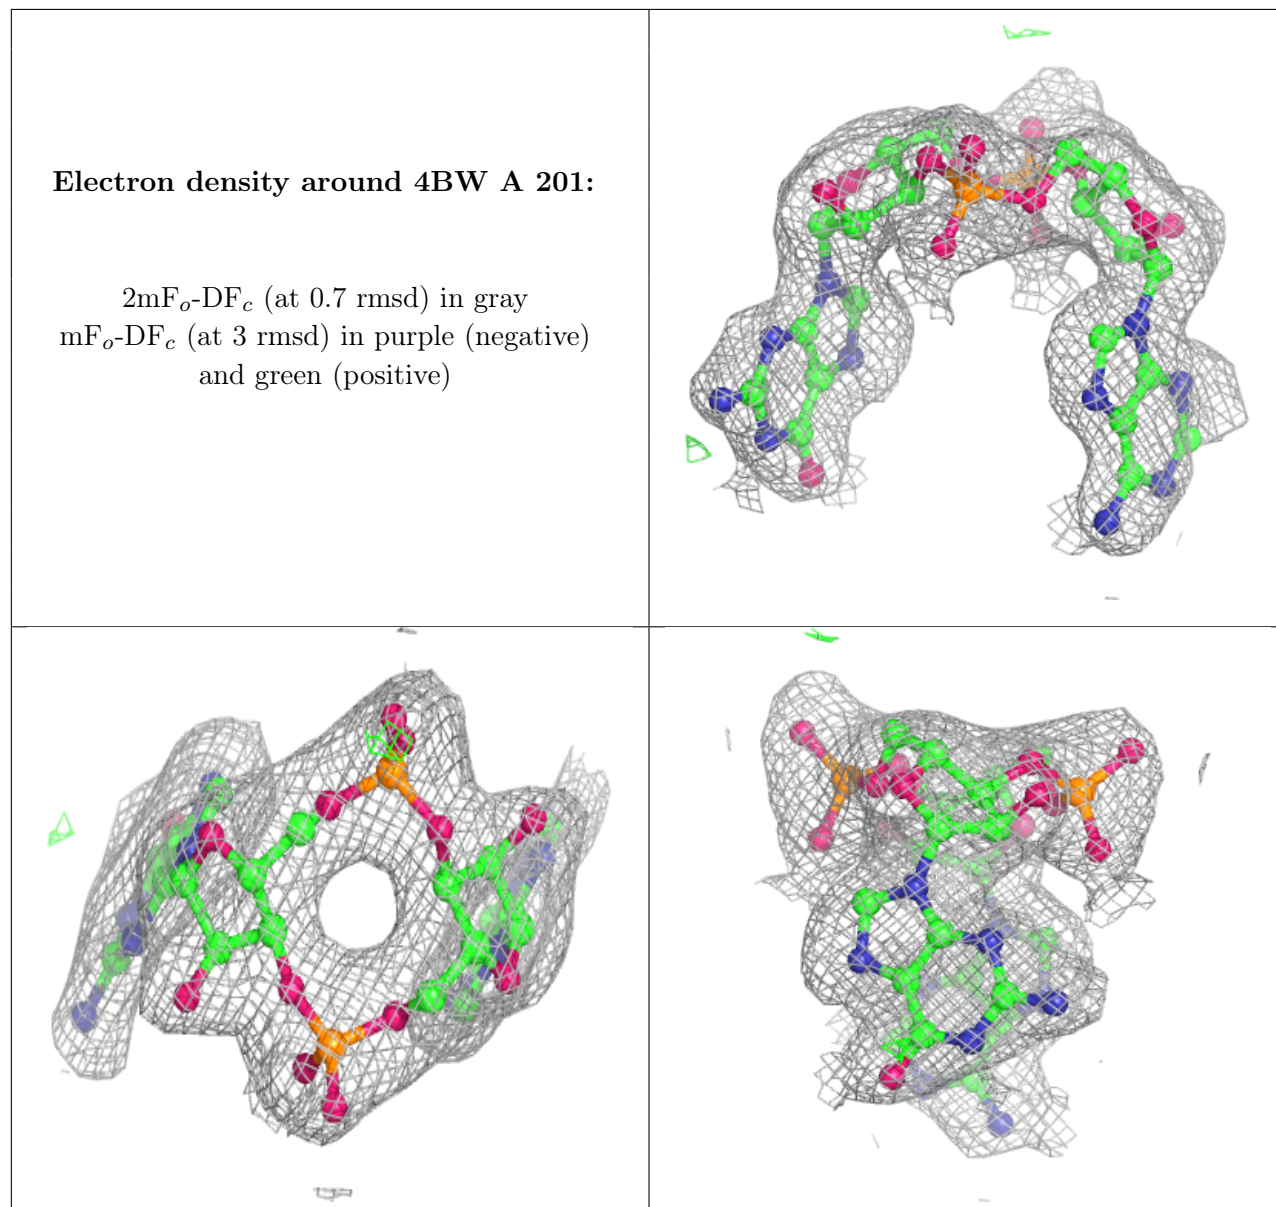 Electron density around 4BW A 201:
2mFo-DFc (at 0.7 rmsd) in gray
mFo-DFc (at 3 rmsd) in purple (negative)
and green (positive)